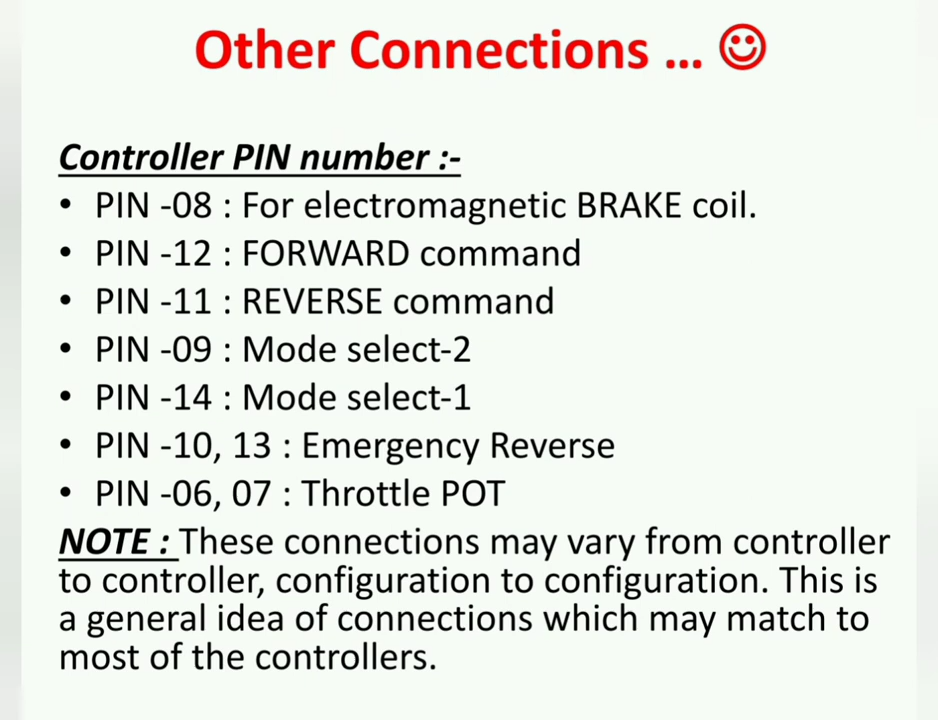 Other Connections ... ☺
Controller PIN number :-
• PIN -08 : For electromagnetic BRAKE coil.
• PIN -12 : FORWARD command
• PIN -11 : REVERSE command
• PIN -09 : Mode select-2
• PIN -14 : Mode select-1
• PIN -10, 13 : Emergency Reverse
• PIN -06, 07 : Throttle POT
NOTE : These connections may vary from controller
to controller, configuration to configuration. This is
a general idea of connections which may match to
most of the controllers.